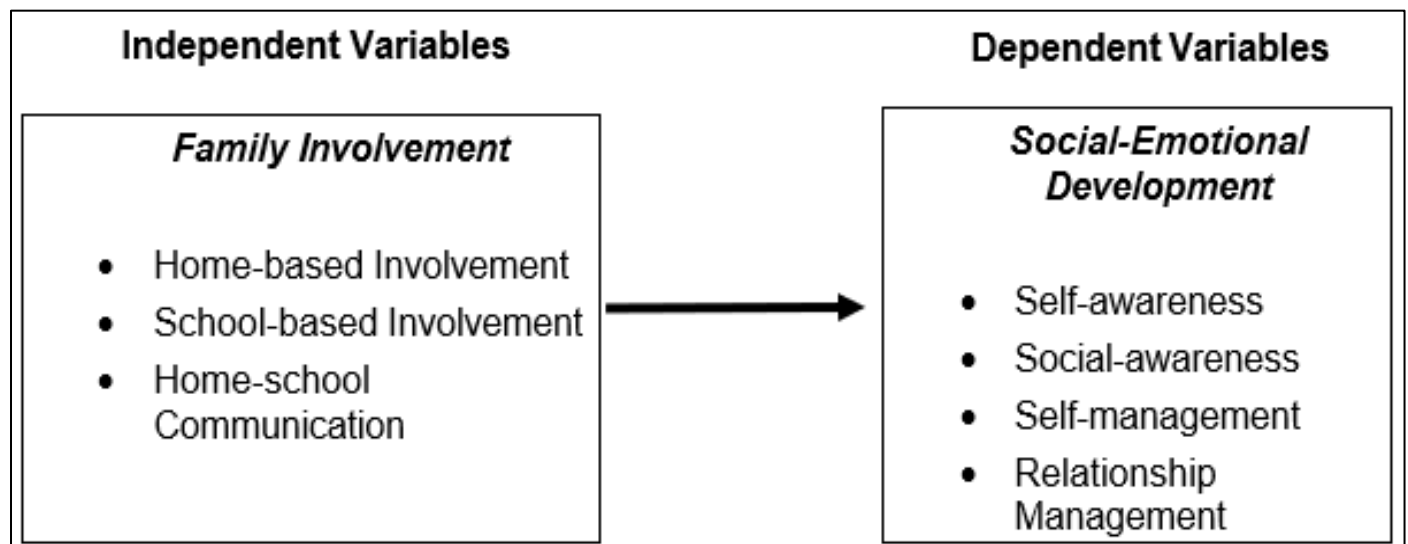 Independent Variables
Family Involvement
• Home-based Involvement
• School-based Involvement
• Home-school
Communication
Dependent Variables
Social-Emotional
Development
• Self-awareness
• Social-awareness
• Self-management
• Relationship
Management